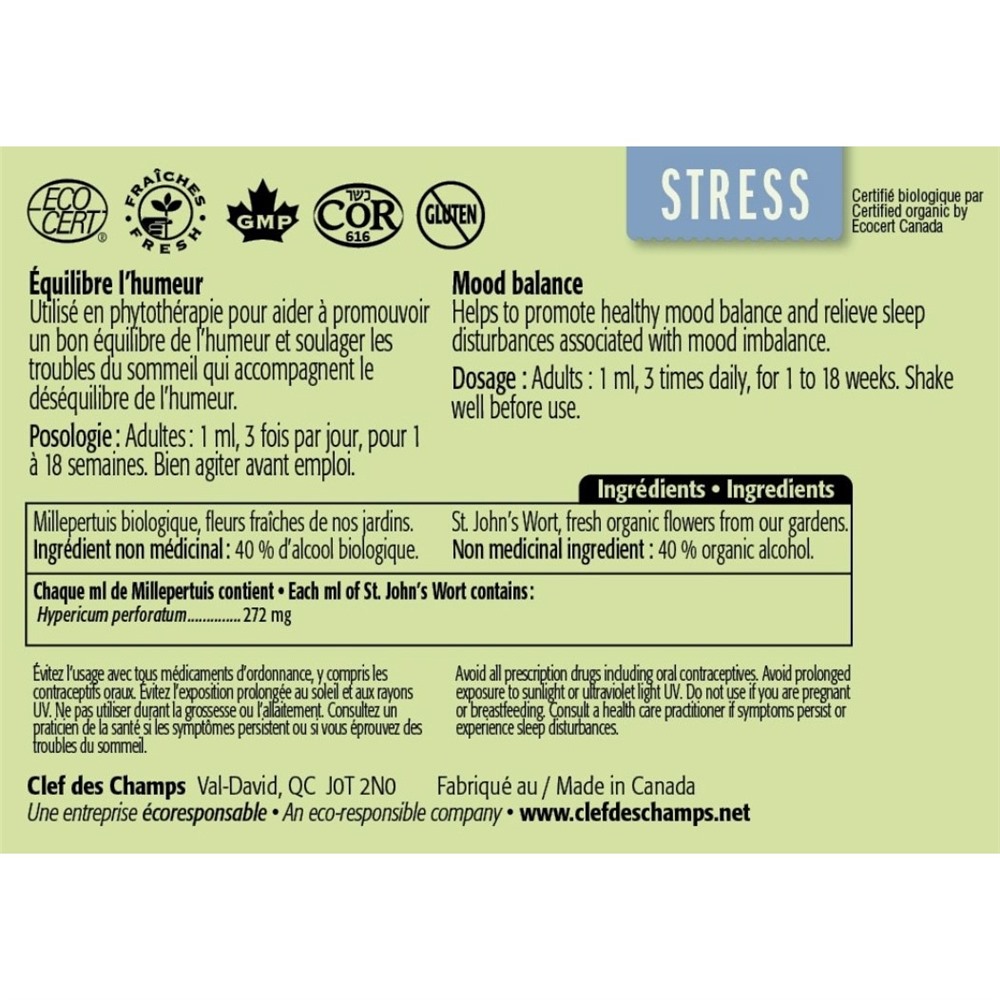 ECO
CERT®
FRAÎCHES
FRESH
GMP
כשר
COR
616
GLUTEN
STRESS
Certifié biologique par
Certified organic by
Ecocert Canada
Équilibre l'humeur
Utilisé en phytothérapie pour aider à promouvoir
un bon équilibre de l'humeur et soulager les
troubles du sommeil qui accompagnent le
déséquilibre de l'humeur.
Posologie : Adultes : 1 ml, 3 fois par jour, pour 1
à 18 semaines. Bien agiter avant emploi.
Mood balance
Helps to promote healthy mood balance and relieve sleep
disturbances associated with mood imbalance.
Dosage : Adults : 1 ml, 3 times daily, for 1 to 18 weeks. Shake
well before use.
Ingrédients • Ingredients
Millepertuis biologique, fleurs fraîches de nos jardins.
Ingrédient non médicinal : 40 % d'alcool biologique.
St. John's Wort, fresh organic flowers from our gardens.
Non medicinal ingredient : 40 % organic alcohol.
Chaque ml de Millepertuis contient • Each ml of St. John's Wort contains :
Hypericum perforatum.............. 272 mg
Évitez l'usage avec tous médicaments d'ordonnance, y compris les
contraceptifs oraux. Évitez l'exposition prolongée au soleil et aux rayons
UV. Ne pas utiliser durant la grossesse ou l'allaitement. Consultez un
praticien de la santé si les symptômes persistent ou si vous éprouvez des
troubles du sommeil.
Avoid all prescription drugs including oral contraceptives. Avoid prolonged
exposure to sunlight or ultraviolet light UV. Do not use if you are pregnant
or breastfeeding. Consult a health care practitioner if symptoms persist or
experience sleep disturbances.
Clef des Champs Val-David, QC J0T 2N0 Fabriqué au / Made in Canada
Une entreprise écoresponsable • An eco-responsible company • www.clefdeschamps.net